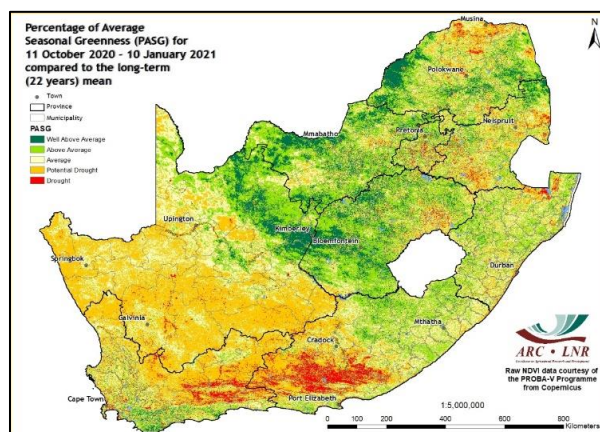 Percentage of Average
Seasonal Greenness (PASG) for
11 October 2020 - 10 January 2021
compared to the long-term
(22 years) mean
Town
Province
Municipality
PASG
Well Above Average
Above Average
Average
Potential Drought
Drought
N
Musina
Polokwane
Mmabatho
Pretoria
Nelspruit
Upington
Kimberley
Bloemfontein
Springbok
Durban
Calvinia
Mthatha
Cradock
Cape Town
Port Elizabeth
ARC • LNR
Raw NDVI data courtesy of
the PROBA-V Programme
from Copernicus
1:5,000,000
0
100
200
400
600
800
Kilometers